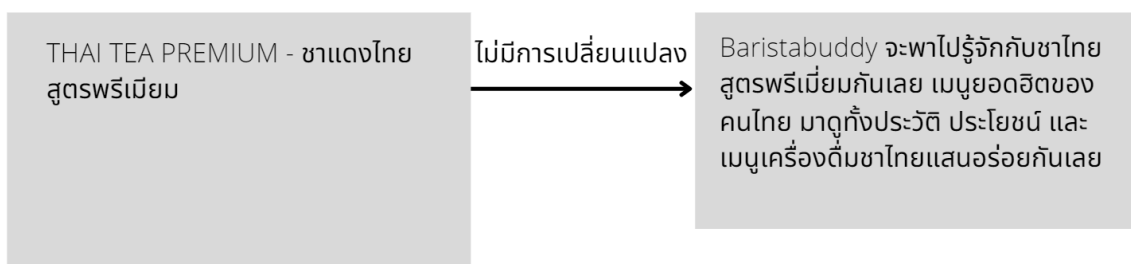 THAI TEA PREMIUM - ชาแดงไทย
สูตรพรีเมียม
ไม่มีการเปลี่ยนแปลง
Baristabuddy จะพาไปรู้จักกับชาไทย
สูตรพรีเมี่ยมกันเลย เมนูยอดฮิตของ
คนไทย มาดูทั้งประวัติ ประโยชน์ และ
เมนูเครื่องดื่มชาไทยแสนอร่อยกันเลย